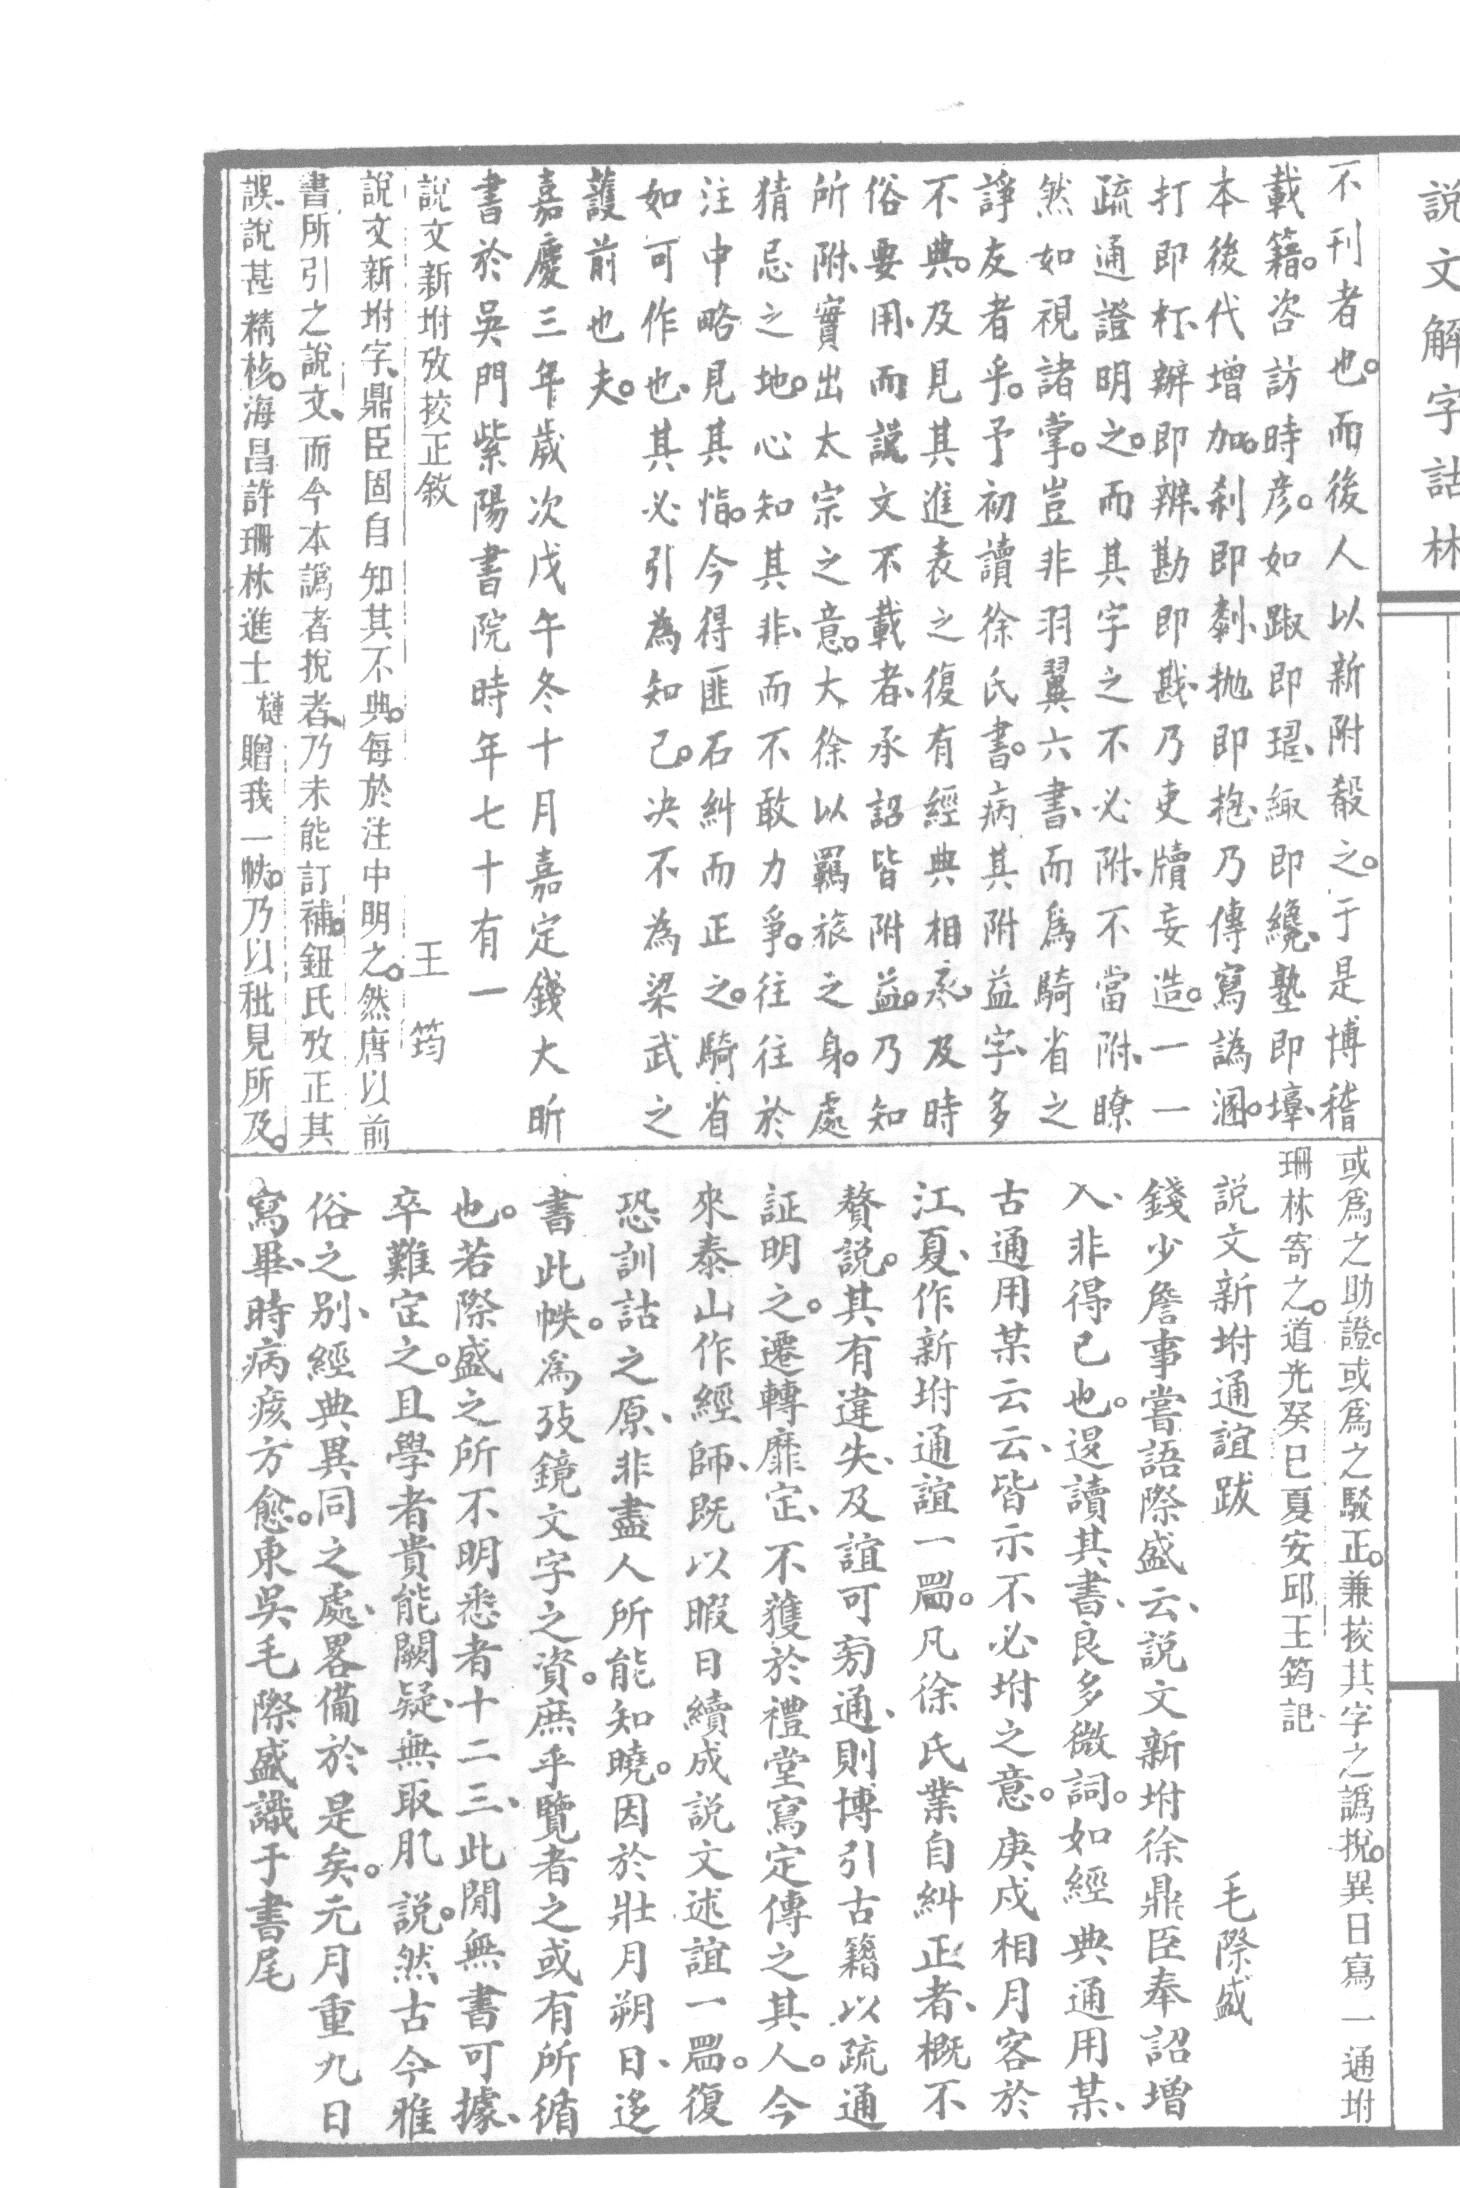 說文解字詁林
不刊者也。而後人以新附殽之。于是博稽
載籍。咨訪時彥。如踧即琚、緅即纔、塾即𡐖、
本後代增加。刹即剎、拋即抱、乃傳寫譌溷。
打即朾、辦即辨、勘即戡、乃吏牘妄造。一一
疏通證明之。而其字之不必附、不當附、瞭
然如視諸掌。豈非羽翼六書、而爲騎省之
諍友者乎。予初讀徐氏書。病其附益字多
不典。及見其進表之復有經典相承、及時
俗要用、而說文不載者、承詔皆附益。乃知
所附、實出太宗之意。大徐以羈旅之身。處
猜忌之地。心知其非、而不敢力爭。往往於
注中略見其恉。今得匪石糾而正之。騎省
如可作也、其必引為知己。决不為梁武之
護前也夫。
嘉慶三年歲次戊午冬十月嘉定錢大昕
書於吳門紫陽書院時年七十有一
說文新坿攷挍正敘 王筠
說文新坿字、鼎臣固自知其不典。每於注中明之。然唐以前
書所引之說文、而今本譌者挩者、乃未能訂補。鈕氏攷正其
誤、說甚精核。海昌許珊林進士槤贈我一帙。乃以秕見所及。
或爲之助證。或爲之駁正。兼挍其字之譌挩。異日寫一通坿
珊林寄之。道光癸巳夏安邱王筠記
說文新坿通誼跋 毛際盛
錢少詹事嘗語際盛云、說文新坿徐鼎臣奉詔增
入、非得已也。退讀其書、良多微詞。如經典通用某、
古通用某云云、皆示不必坿之意。庚戌相月客於
江夏、作新坿通誼一㽬。凡徐氏業自糾正者、概不
贅說。其有違失、及誼可㫄通、則博引古籍以疏通
証明之。遷轉靡定、不獲於禮堂寫定傳之其人。今
來泰山作經師、既以暇日續成說文述誼一㽬。復
恐訓詁之原、非盡人所能知曉。因於壯月朔日、迻
書此帙。爲攷鏡文字之資。庶乎覽者之或有所循
也。若際盛之所不明悉者十二三、此閒無書可據、
卒難定之。且學者貴能闕疑、無取肊說。然古今雅
俗之別、經典異同之處、畧備於是矣。元月重九日
寫畢、時病痎方愈。東吳毛際盛識于書尾